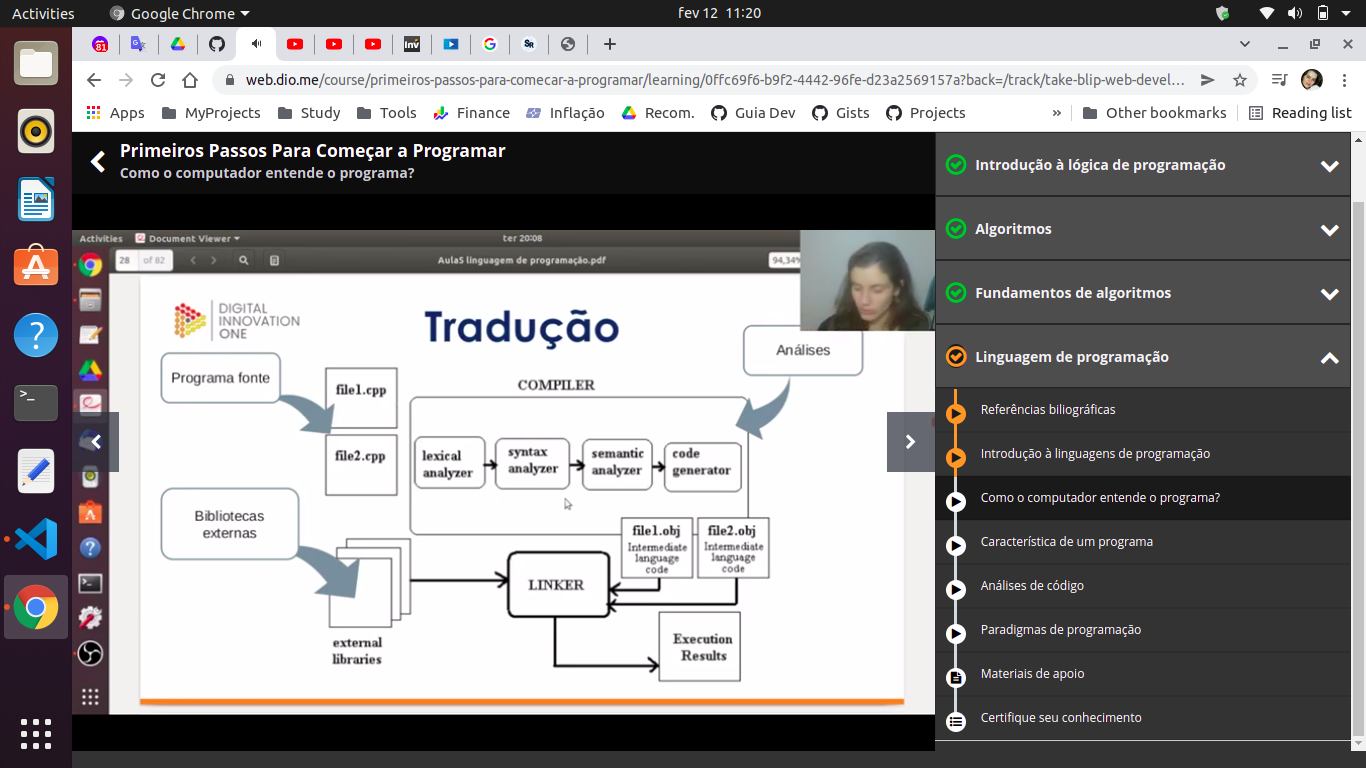 Activities
Google Chrome
fev 12 11:20
81
Inv
SR
web.dio.me/course/primeiros-passos-para-comecar-a-programar/learning/0ffc69f6-b9f2-4442-96fe-d23a2569157a?back=/track/take-blip-web-devel...
Apps
MyProjects
Study
Tools
Finance
Inflação
Recom.
Guia Dev
Gists
Projects
»
Other bookmarks
Reading list
Primeiros Passos Para Começar a Programar
Como o computador entende o programa?
Activities
Document Viewer
ter 20:08
28 of 82
Aula5 linguagem de programação.pdf
94,34%
DIGITAL
INNOVATION
ONE
Tradução
Programa fonte
Análises
file1.cpp
file2.cpp
COMPILER
lexical
analyzer
syntax
analyzer
semantic
analyzer
code
generator
Bibliotecas
externas
file1.obj
Intermediate
language
code
file2.obj
Intermediate
language
code
LINKER
external
libraries
Execution
Results
Introdução à lógica de programação
Algoritmos
Fundamentos de algoritmos
Linguagem de programação
Referências biliográficas
Introdução à linguagens de programação
Como o computador entende o programa?
Característica de um programa
Análises de código
Paradigmas de programação
Materiais de apoio
Certifique seu conhecimento